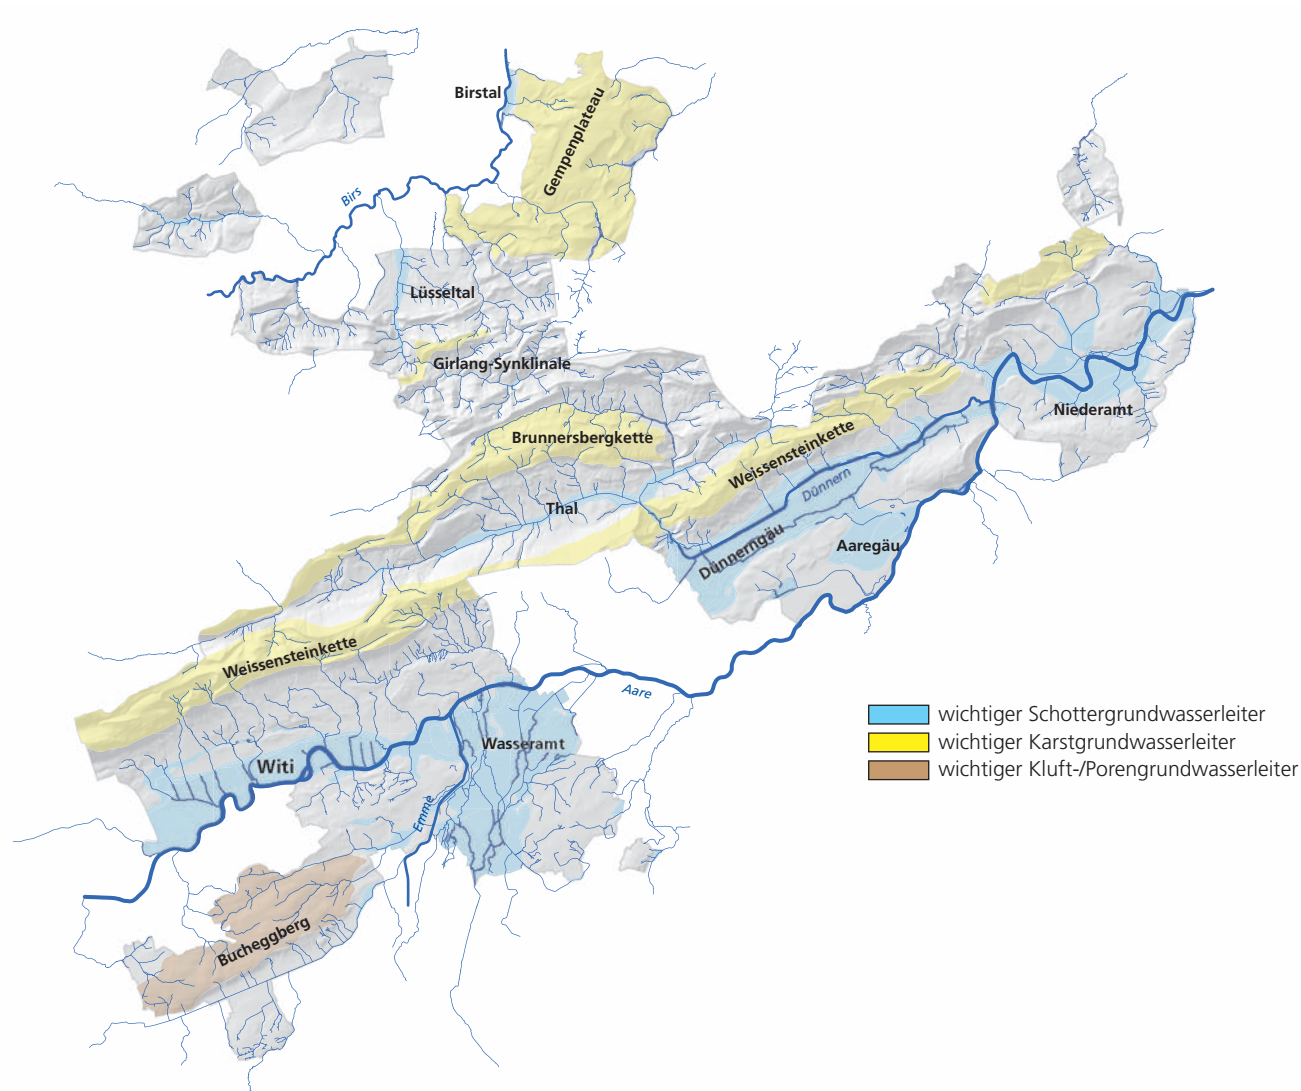 Birstal
Gempenplateau
Birs
Lüsseltal
Girlang-Synklinale
Niederamt
Brunnersbergkette
Weissensteinkette
Dünnern
Thal
Dünnerngäu
Aaregäu
Weissensteinkette
Aare
wichtiger Schottergrundwasserleiter
wichtiger Karstgrundwasserleiter
wichtiger Kluft-/Porengrundwasserleiter
Wasseramt
Witi
Emme
Bucheggberg